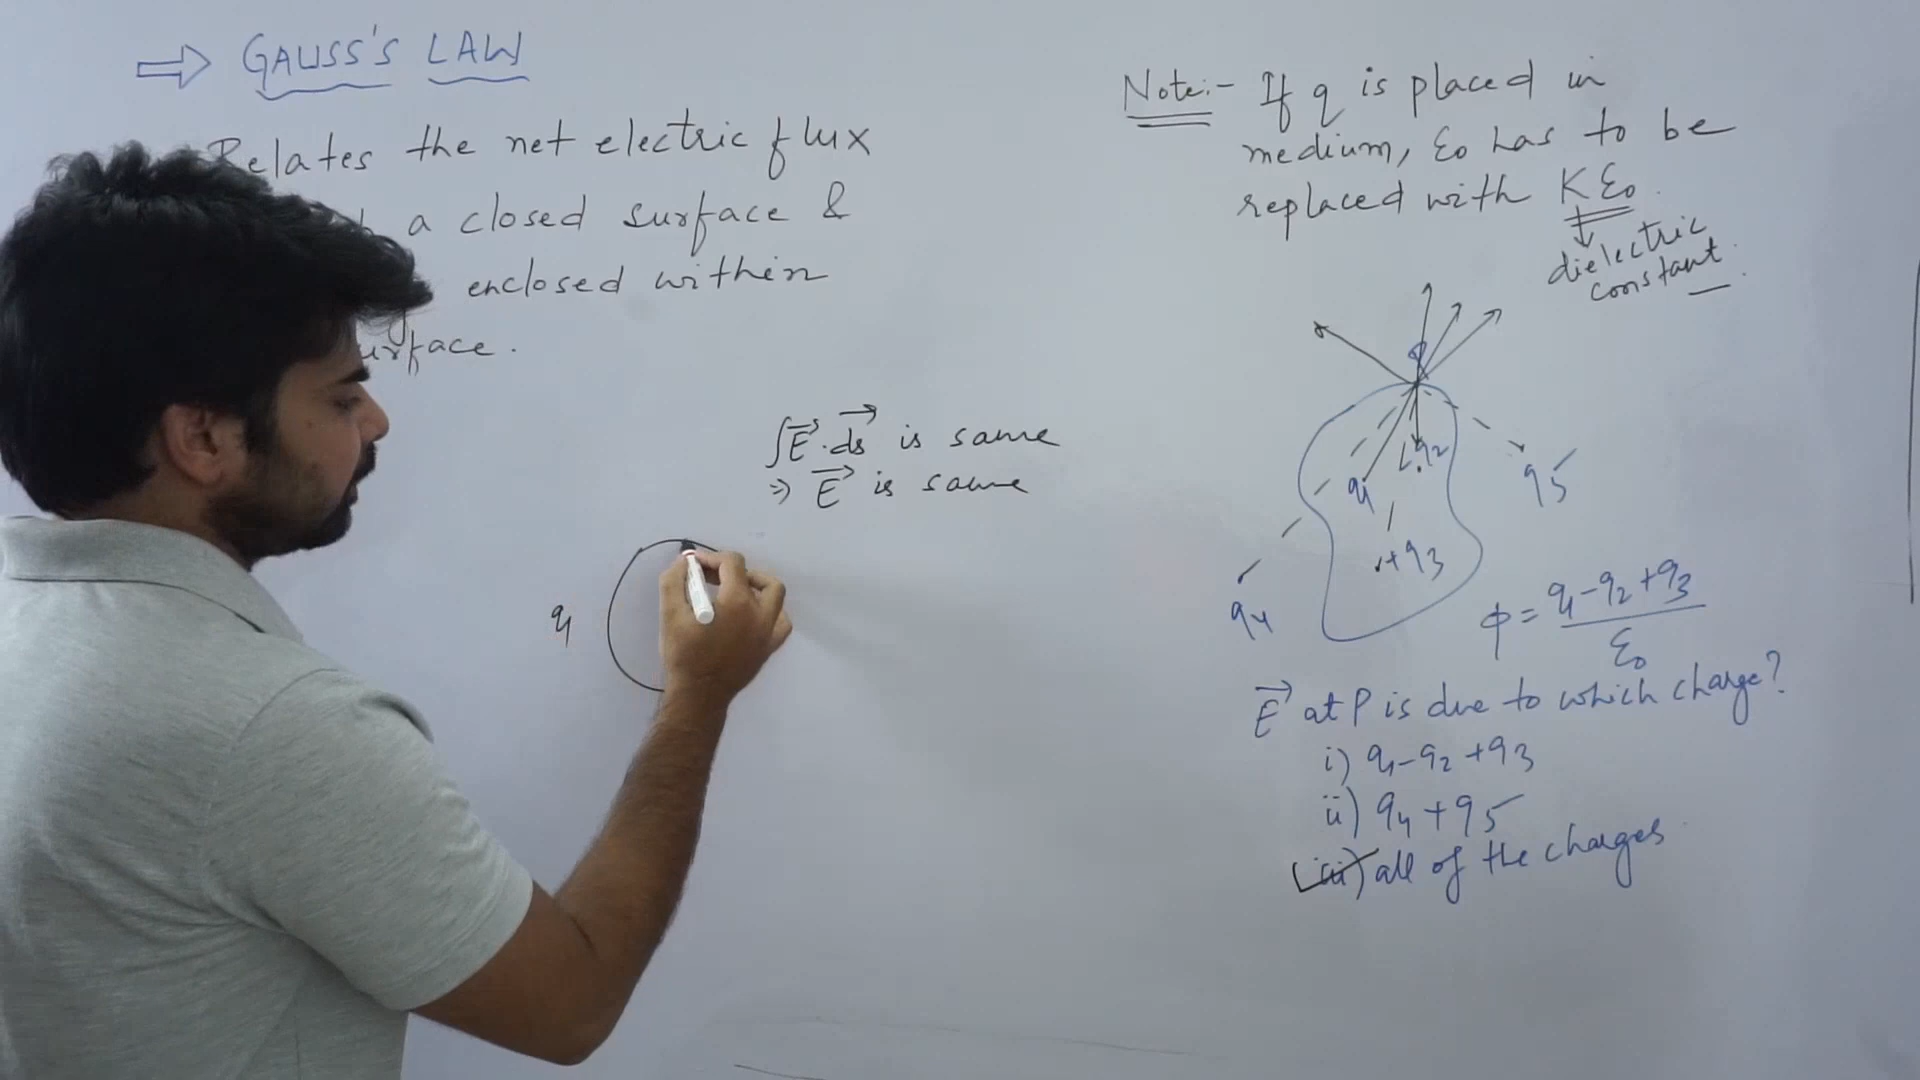 ⇒ GAUSS'S LAW
Relates the net electric flux
a closed surface &
enclosed within
urface.
∫E⃗.ds⃗ is same
⇒ E⃗ is same
q
Note:- If q is placed in
medium, ε₀ has to be
replaced with Kε₀.
dielectric
constant
P
q₁
-q₂
+q₃
q₄
q₅
φ = (q₁-q₂+q₃)/ε₀
E⃗ at P is due to which charge?
i) q₁-q₂+q₃
ii) q₄+q₅
iii) all of the charges